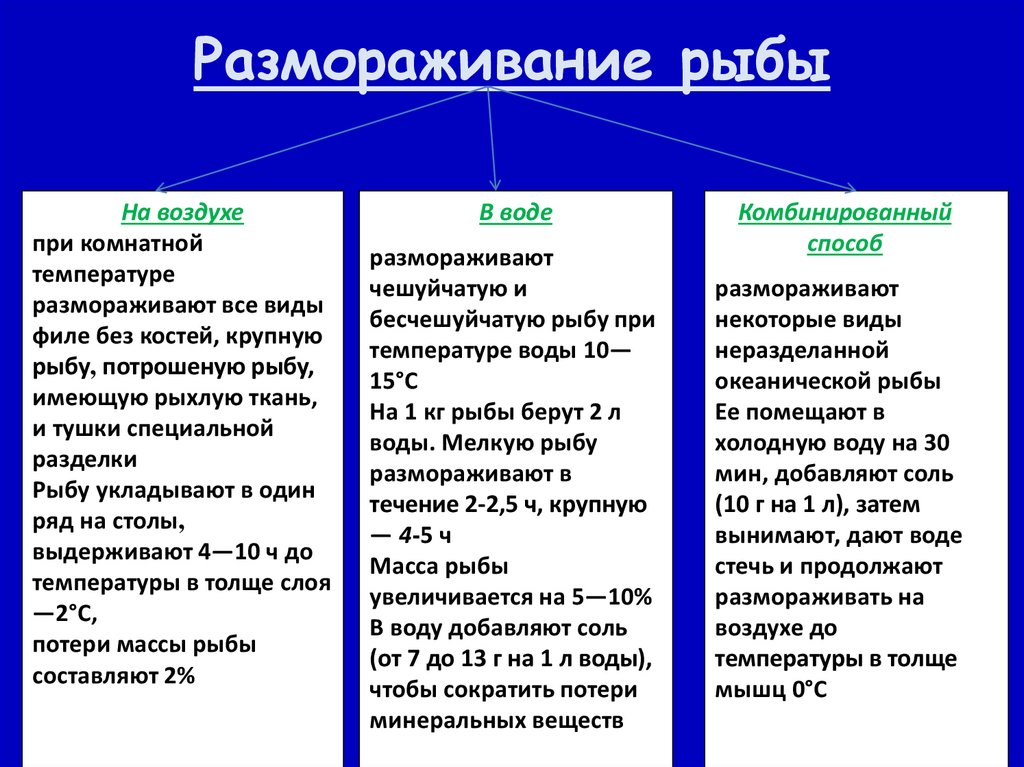 Размораживание рыбы
На воздухе
при комнатной
температуре
размораживают все виды
филе без костей, крупную
рыбу, потрошеную рыбу,
имеющую рыхлую ткань,
и тушки специальной
разделки
Рыбу укладывают в один
ряд на столы,
выдерживают 4—10 ч до
температуры в толще слоя
—2°С,
потери массы рыбы
составляют 2%
В воде
размораживают
чешуйчатую и
бесчешуйчатую рыбу при
температуре воды 10—
15°С
На 1 кг рыбы берут 2 л
воды. Мелкую рыбу
размораживают в
течение 2-2,5 ч, крупную
— 4-5 ч
Масса рыбы
увеличивается на 5—10%
В воду добавляют соль
(от 7 до 13 г на 1 л воды),
чтобы сократить потери
минеральных веществ
Комбинированный
способ
размораживают
некоторые виды
неразделанной
океанической рыбы
Ее помещают в
холодную воду на 30
мин, добавляют соль
(10 г на 1 л), затем
вынимают, дают воде
стечь и продолжают
размораживать на
воздухе до
температуры в толще
мышц 0°С